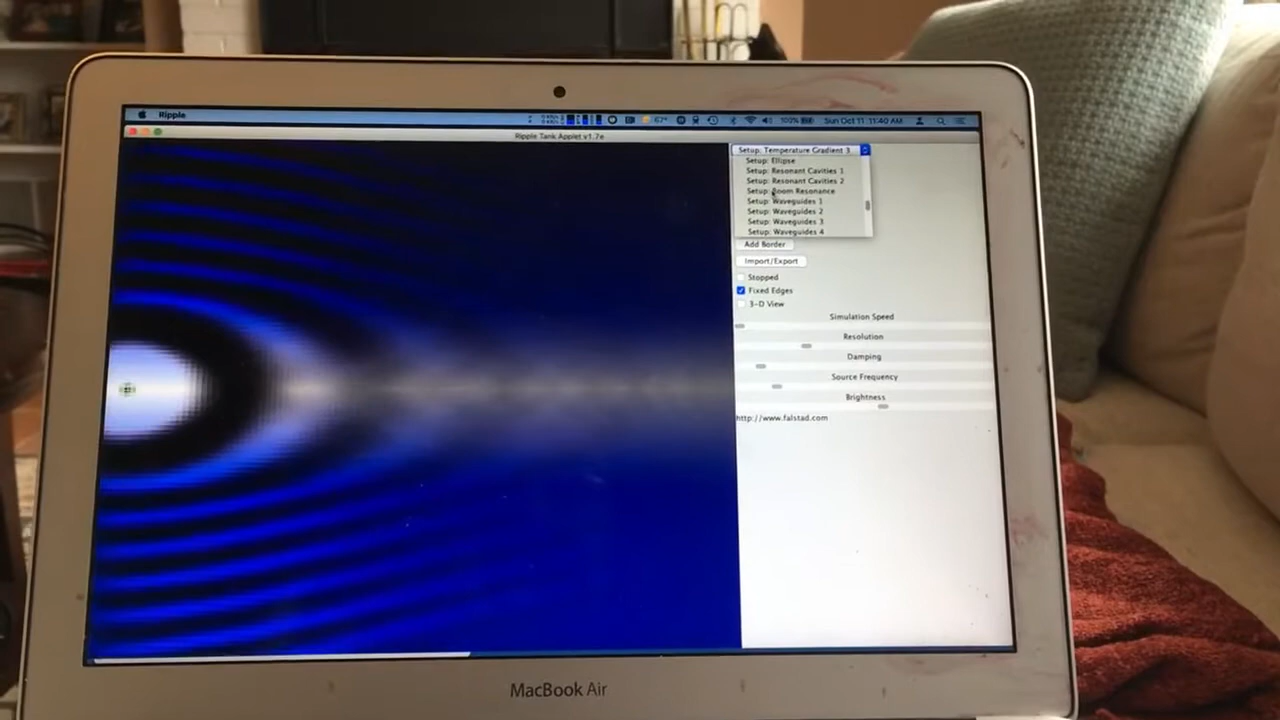 Ripple
100%
Sun Oct 11 11:40 AM
Ripple Tank Applet v1.7e
Setup: Temperature Gradient 3
Setup: Ellipse
Setup: Resonant Cavities 1
Setup: Resonant Cavities 2
Setup: Room Resonance
Setup: Waveguides 1
Setup: Waveguides 2
Setup: Waveguides 3
Setup: Waveguides 4
Add Border
Import/Export
Stopped
Fixed Edges
3-D View
Simulation Speed
Resolution
Damping
Source Frequency
Brightness
http://www.falstad.com
MacBook Air